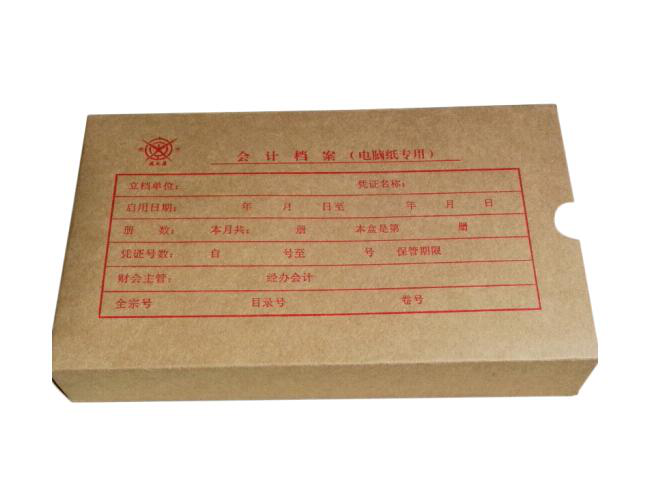 会计档案（电脑纸专用）
立档单位： 凭证名称：
启用日期： 年 月 日至 年 月 日
册 数： 本月共： 册 本盒是第 册
凭证号数： 自 号至 号 保管期限
财会主管： 经办会计
全宗号 目录号 卷号